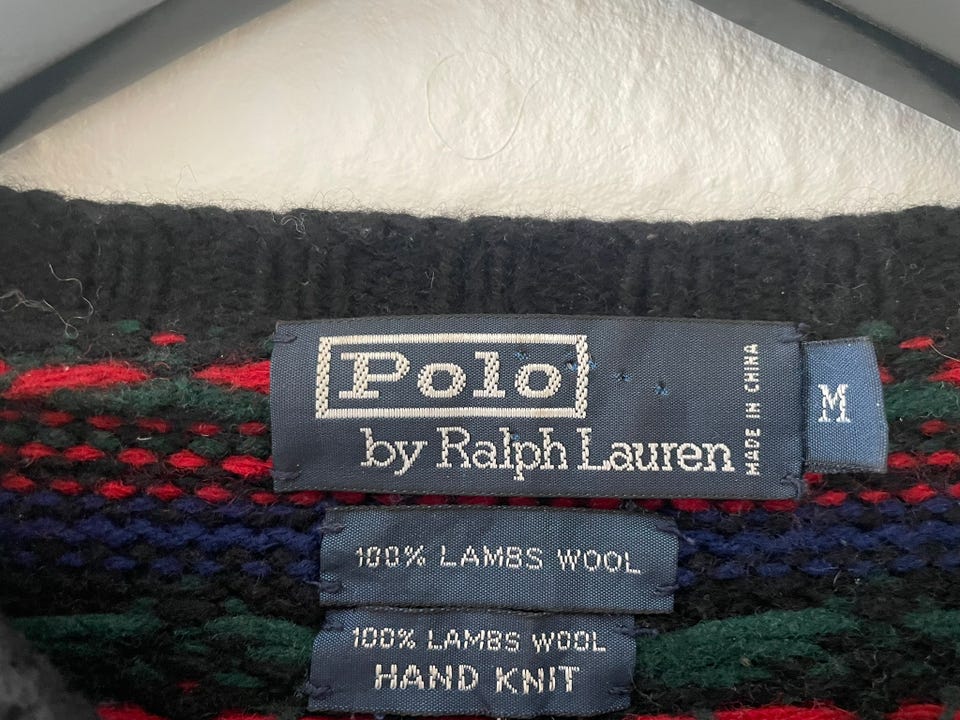 Polo
by Ralph Lauren
MADE IN CHINA
M
100% LAMBS WOOL
100% LAMBS WOOL
HAND KNIT